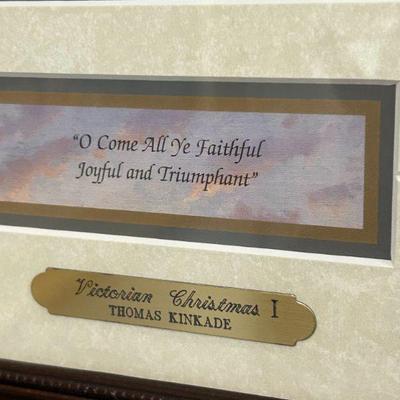 "O Come All Ye Faithful
Joyful and Triumphant"
Victorian Christmas I
THOMAS KINKADE